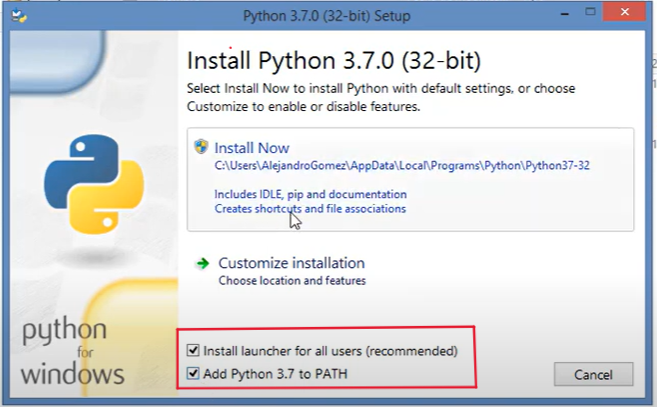 Python 3.7.0 (32-bit) Setup
Install Python 3.7.0 (32-bit)
Select Install Now to install Python with default settings, or choose
Customize to enable or disable features.
Install Now
C:\Users\AlejandroGomez\AppData\Local\Programs\Python\Python37-32
Includes IDLE, pip and documentation
Creates shortcuts and file associations
Customize installation
Choose location and features
python
for
windows
Install launcher for all users (recommended)
Add Python 3.7 to PATH
Cancel